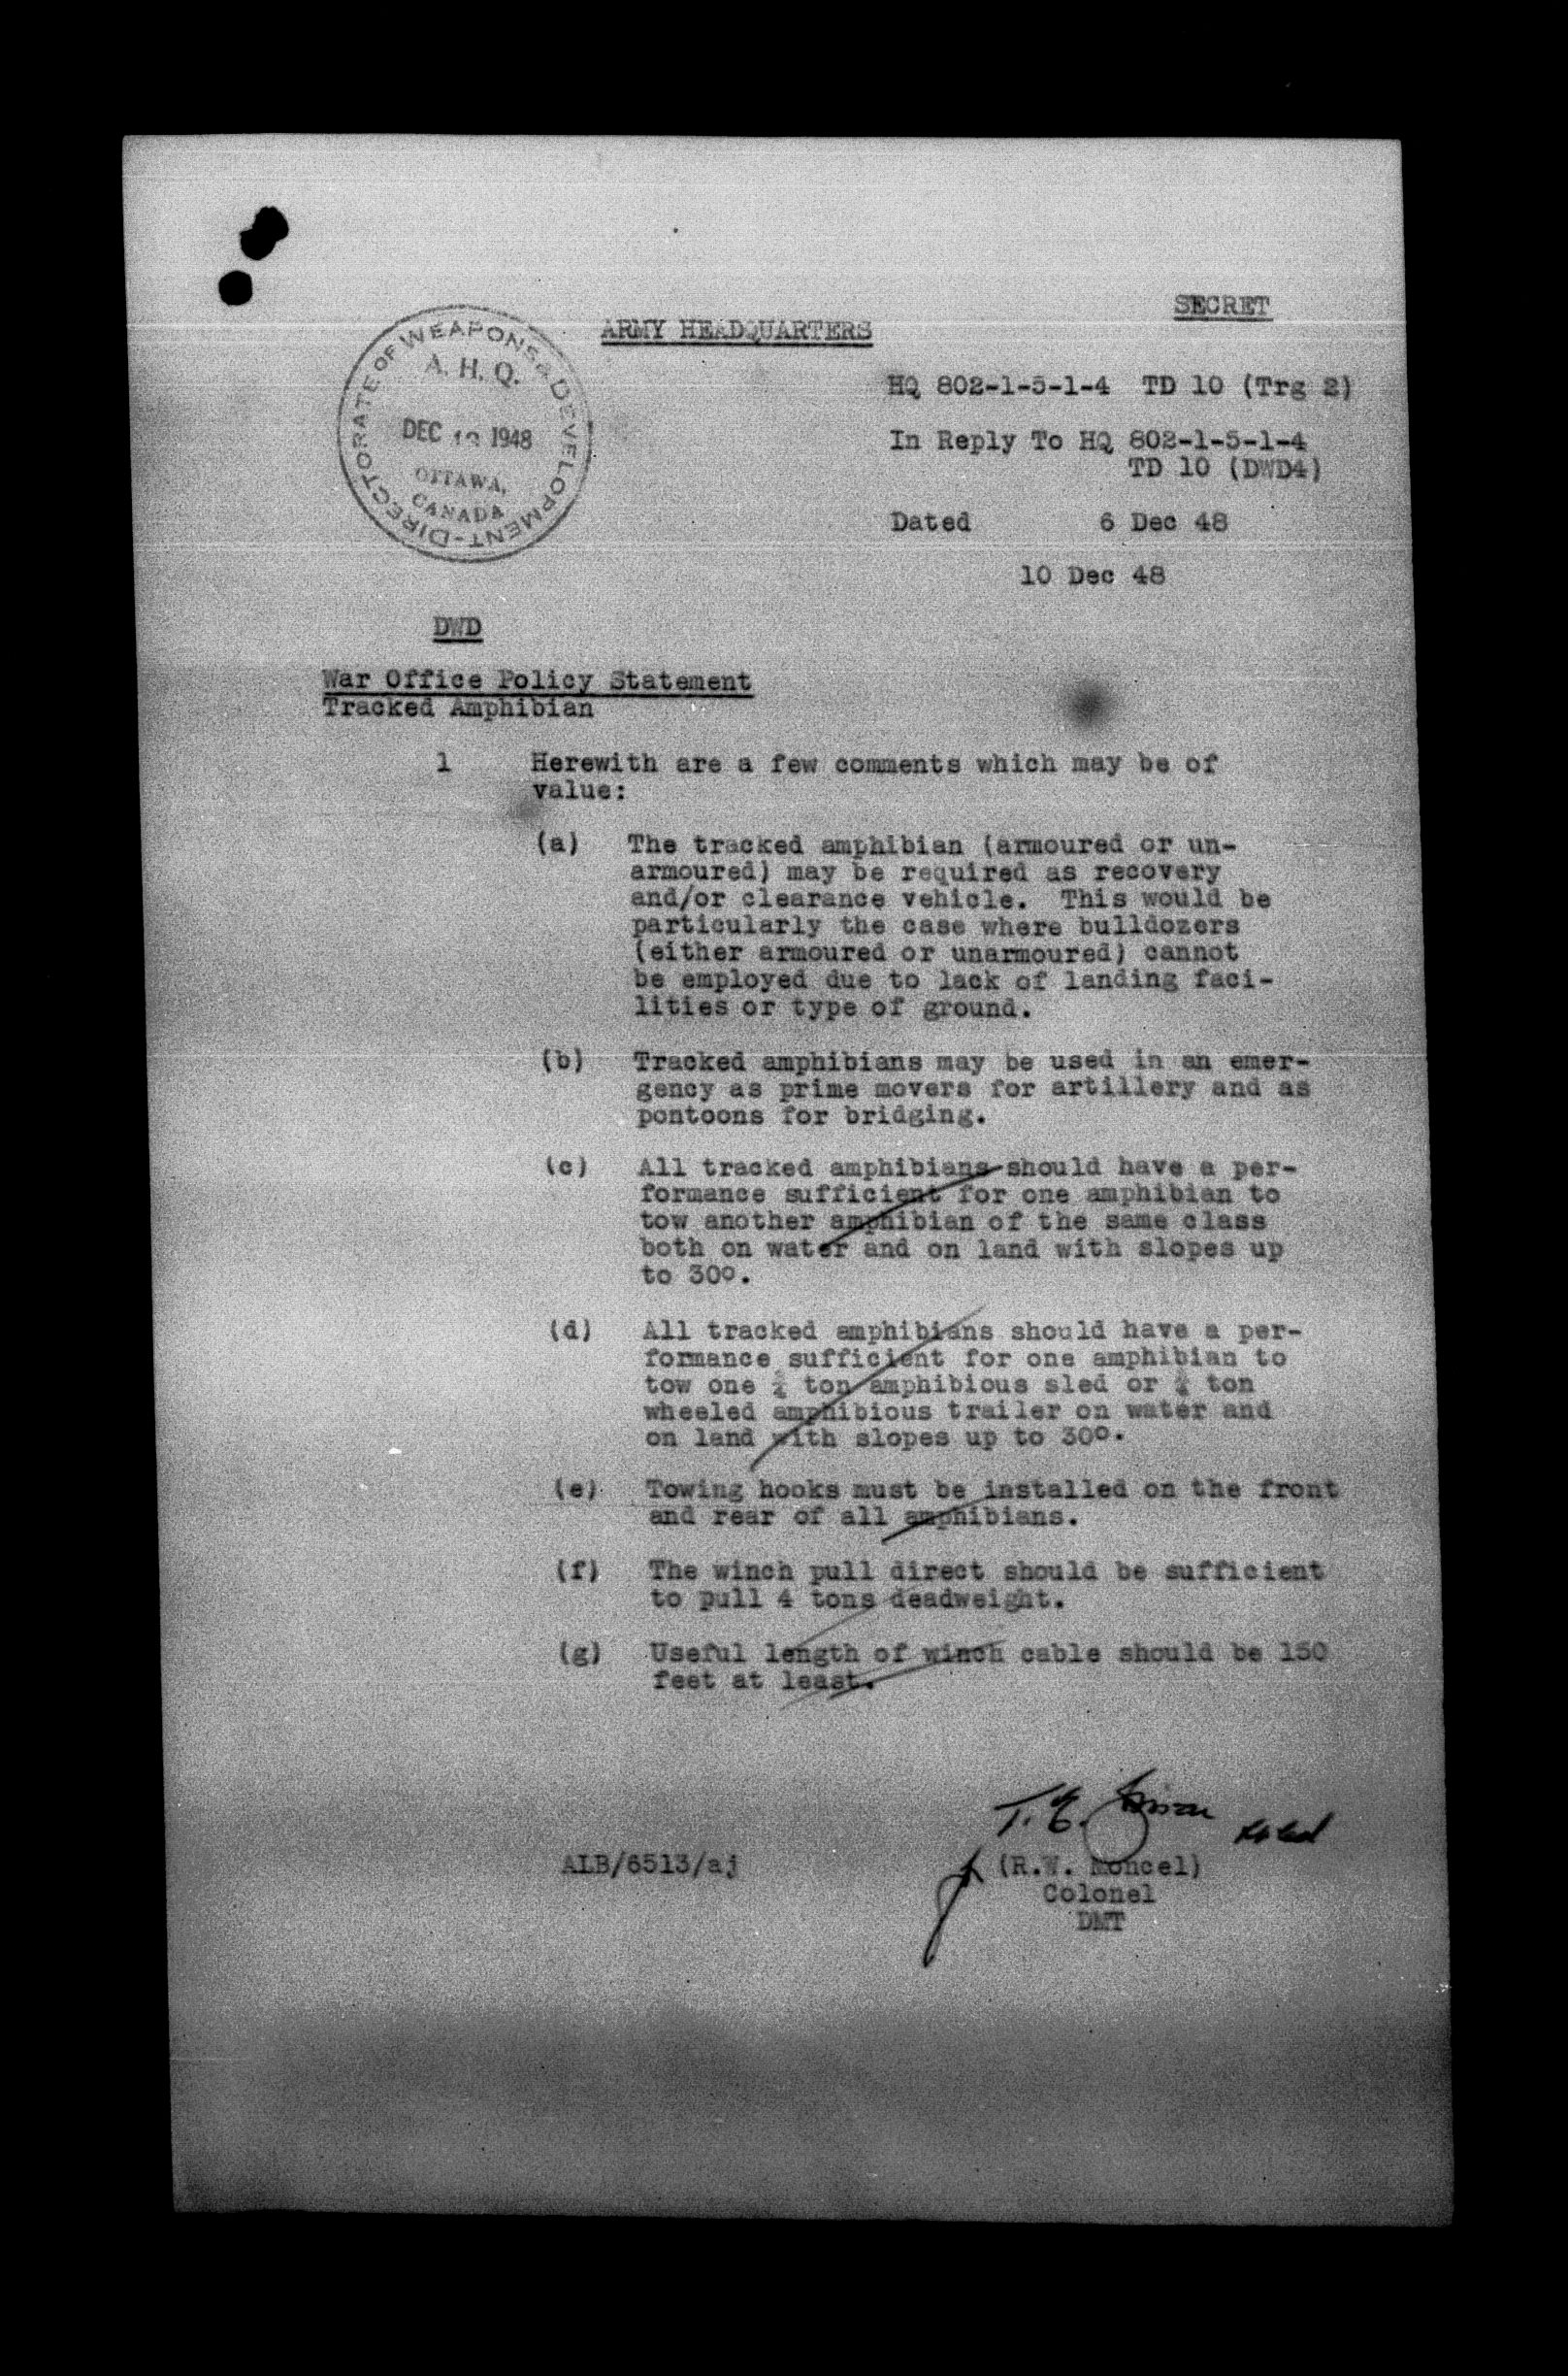 SECRET
ARMY HEADQUARTERS
DIRECTORATE OF WEAPONS & DEVELOPMENT-
A. H. Q.
DEC 1948
OTTAWA,
CANADA
HQ 802-1-5-1-4 TD 10 (Trg 2)
In Reply To HQ 802-1-5-1-4
TD 10 (DWD4)
Dated 6 Dec 48
10 Dec 48
DWD
War Office Policy Statement
Tracked Amphibian
1 Herewith are a few comments which may be of
value:
(a) The tracked amphibian (armoured or un-
armoured) may be required as recovery
and/or clearance vehicle. This would be
particularly the case where bulldozers
(either armoured or unarmoured) cannot
be employed due to lack of landing faci-
lities or type of ground.
(b) Tracked amphibians may be used in an emer-
gency as prime movers for artillery and as
pontoons for bridging.
(c) All tracked amphibians should have a per-
formance sufficient for one amphibian to
tow another amphibian of the same class
both on water and on land with slopes up
to 30o.
(d) All tracked amphibians should have a per-
formance sufficient for one amphibian to
tow one ton amphibious sled or ton
wheeled amphibious trailer on water and
on land with slopes up to 30o.
(e) Towing hooks must be installed on the front
and rear of all amphibians.
(f) The winch pull direct should be sufficient
to pull 4 tons deadweight.
(g) Useful length of winch cable should be 150
feet at least.
T. E.
ALB/6513/aj
(R.W. Moncel)
Colonel
DMT